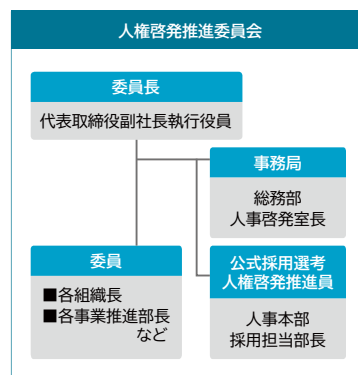 人権啓発推進委員会
委員長
代表取締役副社長執行役員
事務局
総務部
人事啓発室長
委員
■各組織長
■各事業推進部長
など
公式採用選考
人権啓発推進員
人事本部
採用担当部長